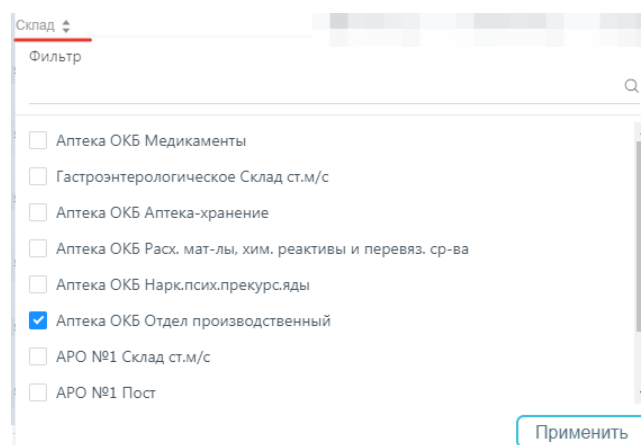 Склад
Фильтр
Аптека ОКБ Медикаменты
Гастроэнтерологическое Склад ст.м/с
Аптека ОКБ Аптека-хранение
Аптека ОКБ Расх. мат-лы, хим. реактивы и перевяз. ср-ва
Аптека ОКБ Нарк.псих.прекурс.яды
Аптека ОКБ Отдел производственный
АРО №1 Склад ст.м/с
АРО №1 Пост
Применить